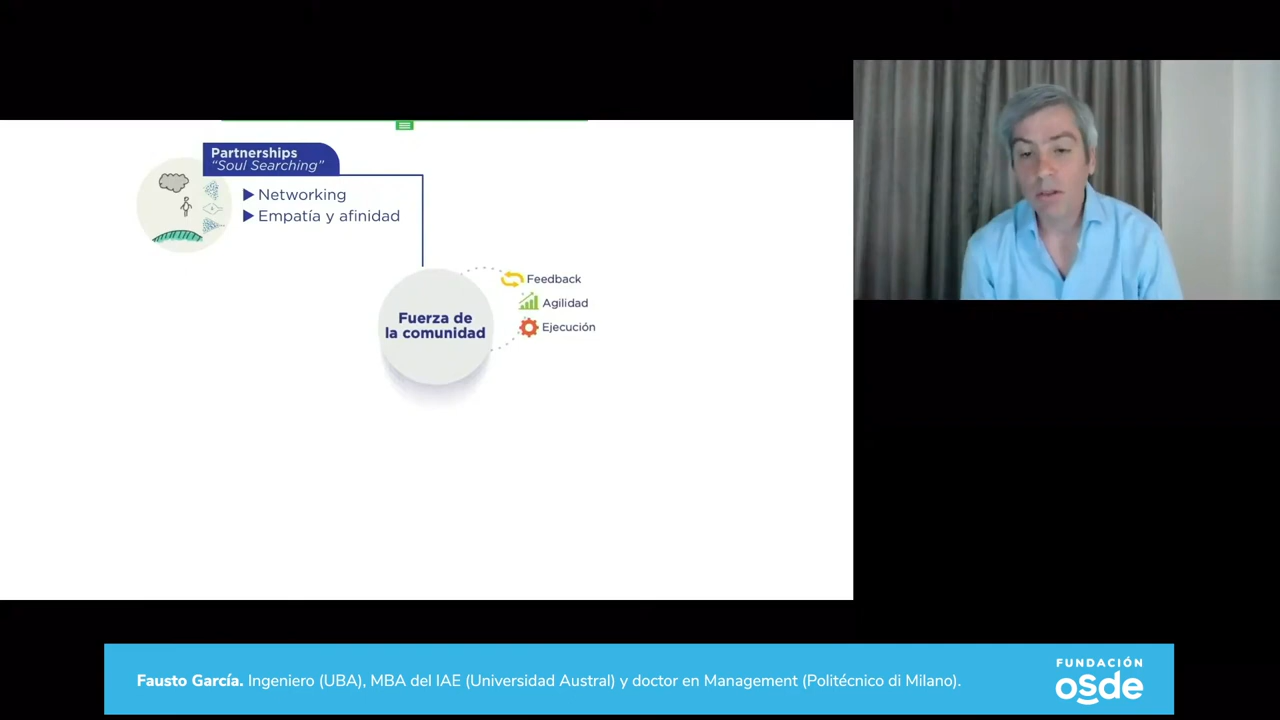 Partnerships
“Soul Searching”
Networking
Empatía y afinidad
Fuerza de
la comunidad
Feedback
Agilidad
Ejecución
Fausto García. Ingeniero (UBA), MBA del IAE (Universidad Austral) y doctor en Management (Politécnico di Milano).
FUNDACIÓN
osde